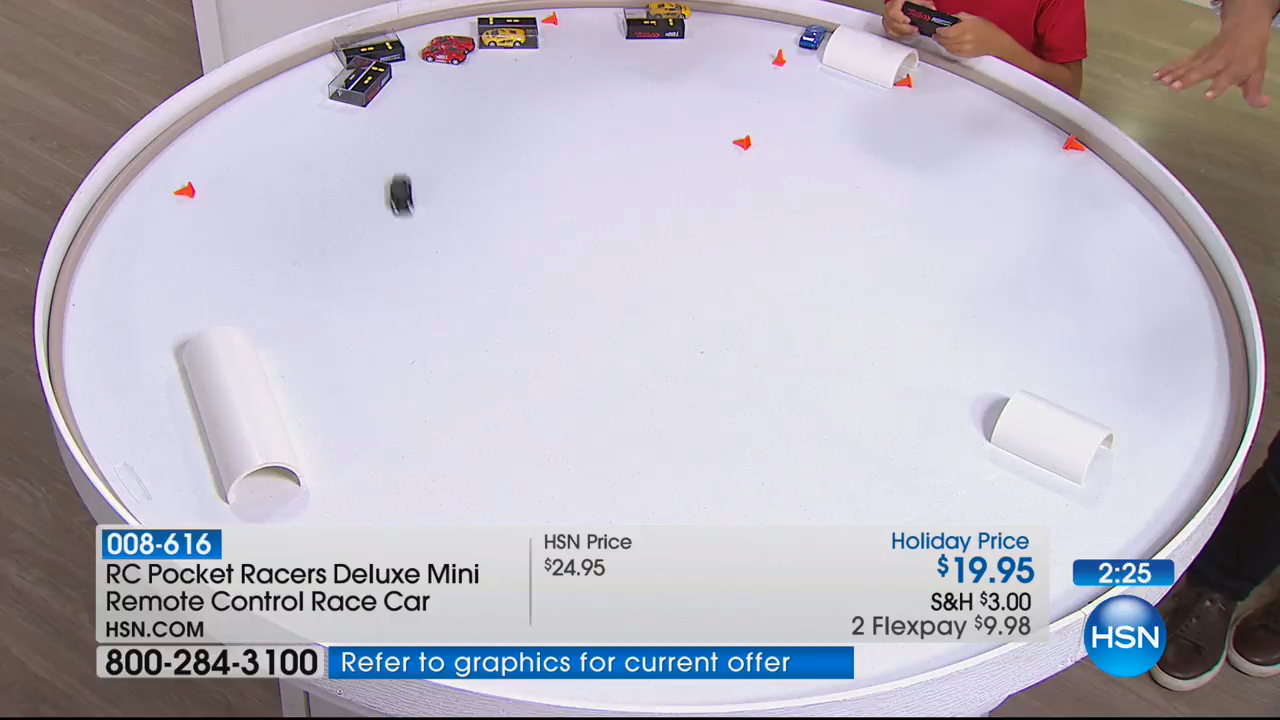 008-616
RC Pocket Racers Deluxe Mini
Remote Control Race Car
HSN.COM
HSN Price
$24.95
Holiday Price
$19.95
S&H $3.00
2 Flexpay $9.98
2:25
HSN
800-284-3100
Refer to graphics for current offer